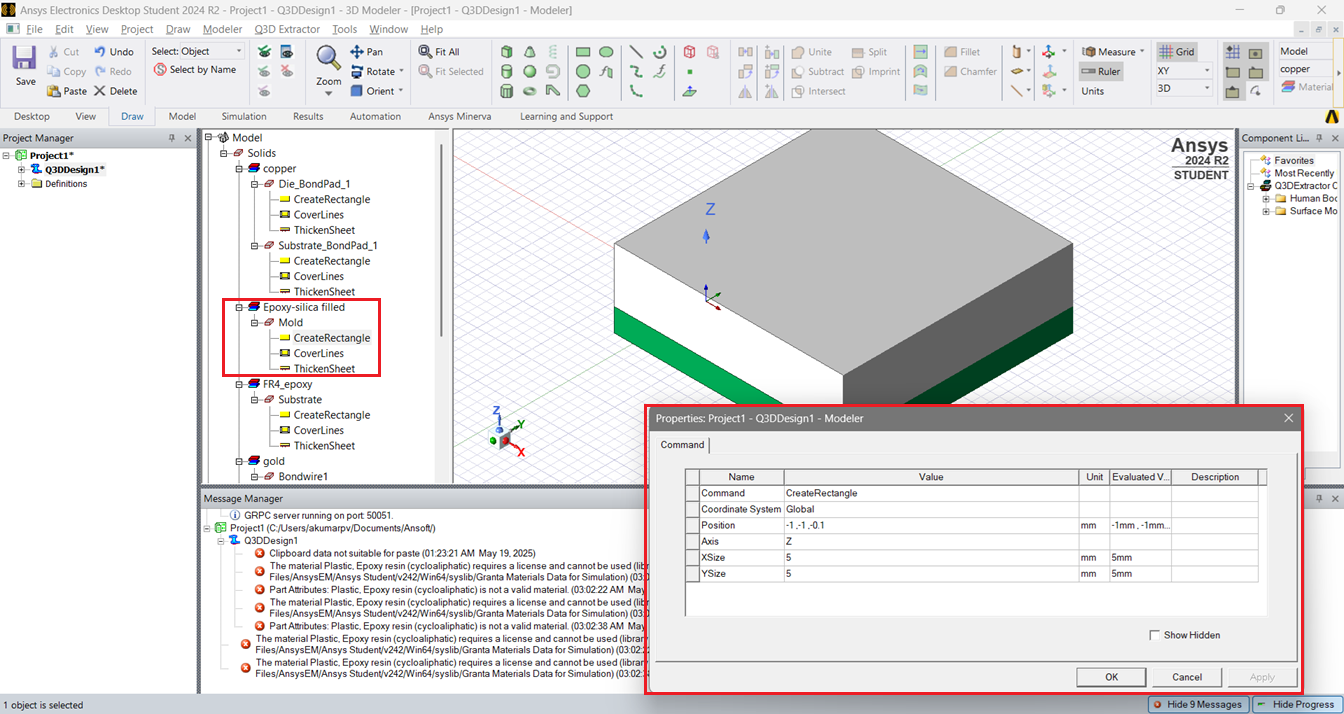 Ansys Electronics Desktop Student 2024 R2 - Project1 - Q3DDesign1 - 3D Modeler - [Project1 - Q3DDesign1 - Modeler]
File Edit View Project Draw Modeler Q3D Extractor Tools Window Help
Save
Cut
Copy
Paste
Undo
Redo
Delete
Select: Object
Select by Name
Zoom
Pan
Rotate
Orient
Fit All
Fit Selected
Unite
Subtract
Intersect
Split
Imprint
Fillet
Chamfer
Measure
Ruler
Units
Grid
XY
3D
Model
copper
Material
Desktop View Draw Model Simulation Results Automation Ansys Minerva Learning and Support
Project Manager
Project1*
Q3DDesign1*
Definitions
Model
Solids
copper
Die_BondPad_1
CreateRectangle
CoverLines
ThickenSheet
Substrate_BondPad_1
CreateRectangle
CoverLines
ThickenSheet
Epoxy-silica filled
Mold
CreateRectangle
CoverLines
ThickenSheet
FR4_epoxy
Substrate
CreateRectangle
CoverLines
ThickenSheet
gold
Bondwire1
Z
Z
Y
X
Ansys
2024 R2
STUDENT
Component Li...
Favorites
Most Recently
Q3DExtractor C
Human Boc
Surface Mo
Message Manager
GRPC server running on port: 50051.
Project1 (C:/Users/akumarpv/Documents/Ansoft/)
Q3DDesign1
Clipboard data not suitable for paste (01:23:21 AM May 19, 2025)
The material Plastic, Epoxy resin (cycloaliphatic) requires a license and cannot be used (libr
Files/AnsysEM/Ansys Student/v242/Win64/syslib/Granta Materials Data for Simulation) (03:0
Part Attributes: Plastic, Epoxy resin (cycloaliphatic) is not a valid material. (03:02:22 AM May
The material Plastic, Epoxy resin (cycloaliphatic) requires a license and cannot be used (libr
Files/AnsysEM/Ansys Student/v242/Win64/syslib/Granta Materials Data for Simulation) (03:0
Part Attributes: Plastic, Epoxy resin (cycloaliphatic) is not a valid material. (03:02:38 AM May
The material Plastic, Epoxy resin (cycloaliphatic) requires a license and cannot be used (librar
Files/AnsysEM/Ansys Student/v242/Win64/syslib/Granta Materials Data for Simulation) (03:02:2
The material Plastic, Epoxy resin (cycloaliphatic) requires a license and cannot be used (librar
Files/AnsysEM/Ansys Student/v242/Win64/syslib/Granta Materials Data for Simulation) (03:02:3
Properties: Project1 - Q3DDesign1 - Modeler
Command
Name Value Unit Evaluated V... Description
Command CreateRectangle
Coordinate System Global
Position -1 ,-1 ,-0.1 mm -1mm , -1mm...
Axis Z
XSize 5 mm 5mm
YSize 5 mm 5mm
Show Hidden
OK Cancel Apply
1 object is selected
Hide 9 Messages
Hide Progress